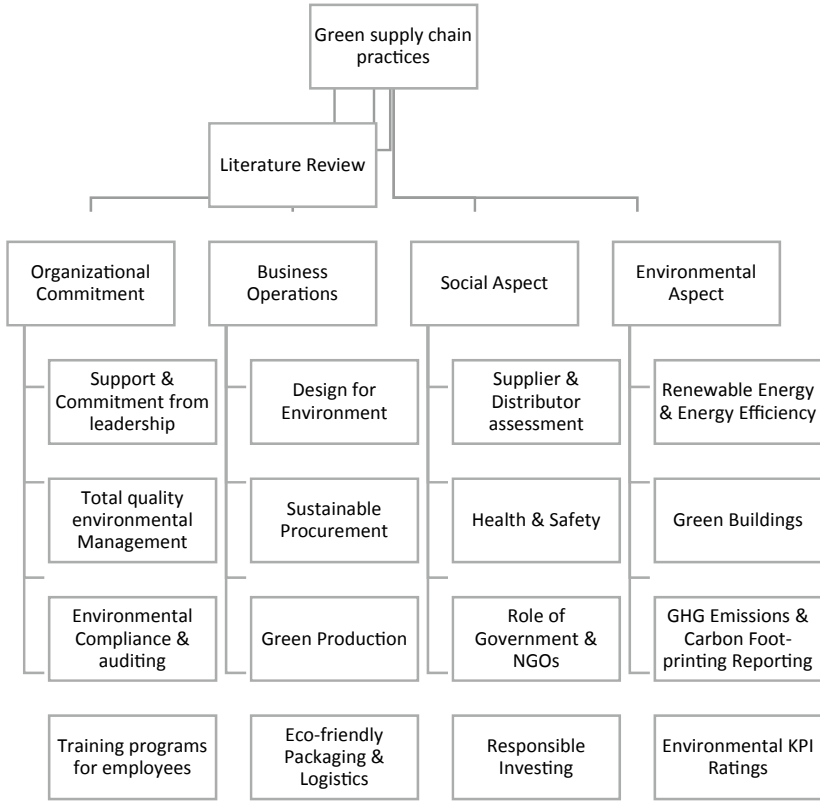 Green supply chain
practices
Literature Review
Organizational
Commitment
Business
Operations
Social Aspect
Environmental
Aspect
Support &
Commitment from
leadership
Design for
Environment
Supplier &
Distributor
assessment
Renewable Energy
& Energy Efficiency
Total quality
environmental
Management
Sustainable
Procurement
Health & Safety
Green Buildings
Environmental
Compliance &
auditing
Green Production
Role of
Government &
NGOs
GHG Emissions &
Carbon Foot-
printing Reporting
Training programs
for employees
Eco-friendly
Packaging &
Logistics
Responsible
Investing
Environmental KPI
Ratings